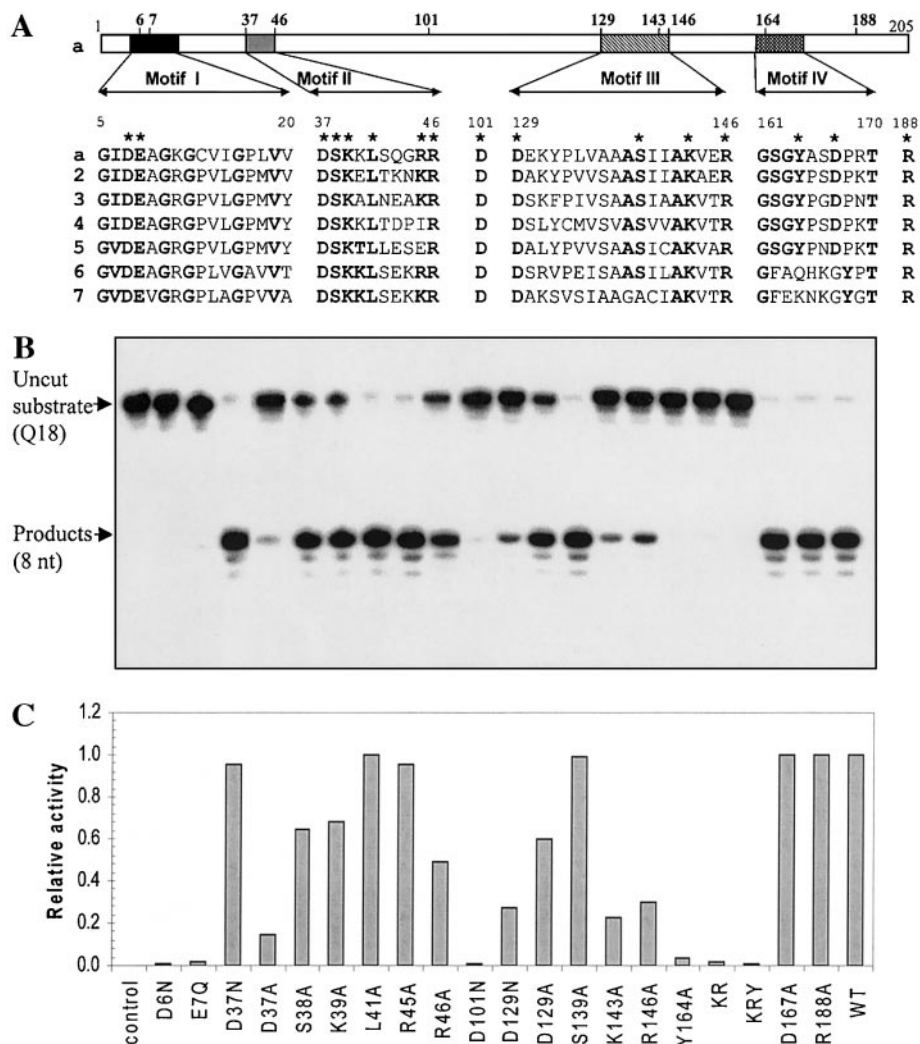 A
1 6 7 37 46 101 129 143 146 164 188 205
a
Motif I Motif II Motif III Motif IV
5 20 37 46 101 129 146 161 170 188
** *** * ** * * * * * * * *
a GIDEAGKGCVIGPLVV DSKKLSQGRR D DEKYPLVAAASIIAKVER GSGYASDPRT R
2 GIDEAGRGPVLGPMVV DSKELTKNKR D DAKYPVVSAASIIAKAER GSGYPSDPKT R
3 GIDEAGRGPVLGPMVY DSKALNEAKR D DSKFPIVSAASIAAKVTR GSGYPGDPNT R
4 GIDEAGRGPVLGPMVY DSKKLTDPIR D DSLYCMVSVASVVAKVTR GSGYPSDPKT R
5 GVDEAGRGPVLGPMVY DSKTLLESER D DALYPVVSAASICAKVAR GSGYPNDPKT R
6 GVDEAGRGPLVGAVVT DSKKLSEKRR D DSRVPEISAASILAKVTR GFAQHKGYPT R
7 GVDEVGRGPLAGPVVA DSKKLSEKKR D DAKSVSIAAGACIAKVTR GFEKNKGYGT R
B
Uncut
substrate
(Q18)
Products
(8 nt)
C
Relative activity
1.2
1.0
0.8
0.6
0.4
0.2
0.0
control D6N E7Q D37N D37A S38A K39A L41A R45A R46A D101N D129N D129A S139A K143A R146A Y164A KR KRY D167A R188A WT